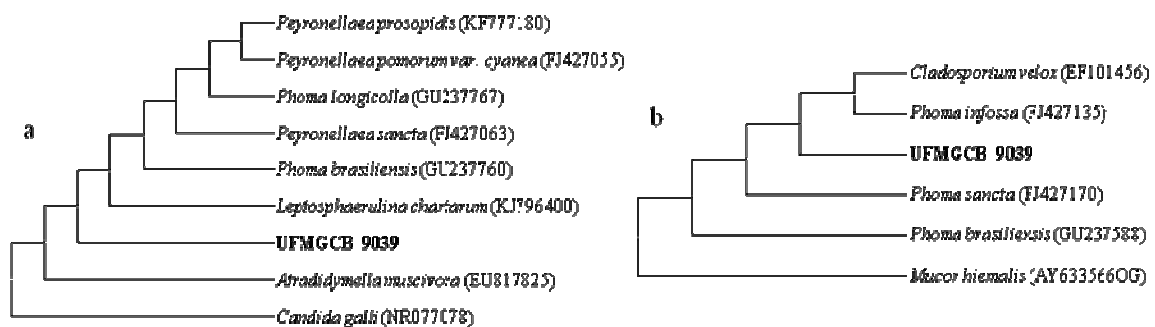 Peyronellaea prosopidis (KF777180)
Peyronellaea pomorum var. cyanea (FJ427055)
Phoma longicolla (GU237767)
a
Peyronellaea sancta (FJ427063)
Phoma brasiliensis (GU237760)
Leptosphaerulina chartarum (KJ796400)
UFMGCB 9039
Atradidymella muscivora (EU817825)
Candida galli (NR077078)
Cladosporium velox (EF101456)
b
Phoma infossa (FJ427135)
UFMGCB 9039
Phoma sancta (FJ427170)
Phoma brasiliensis (GU237588)
Mucor hiemalis (AY633566OG)